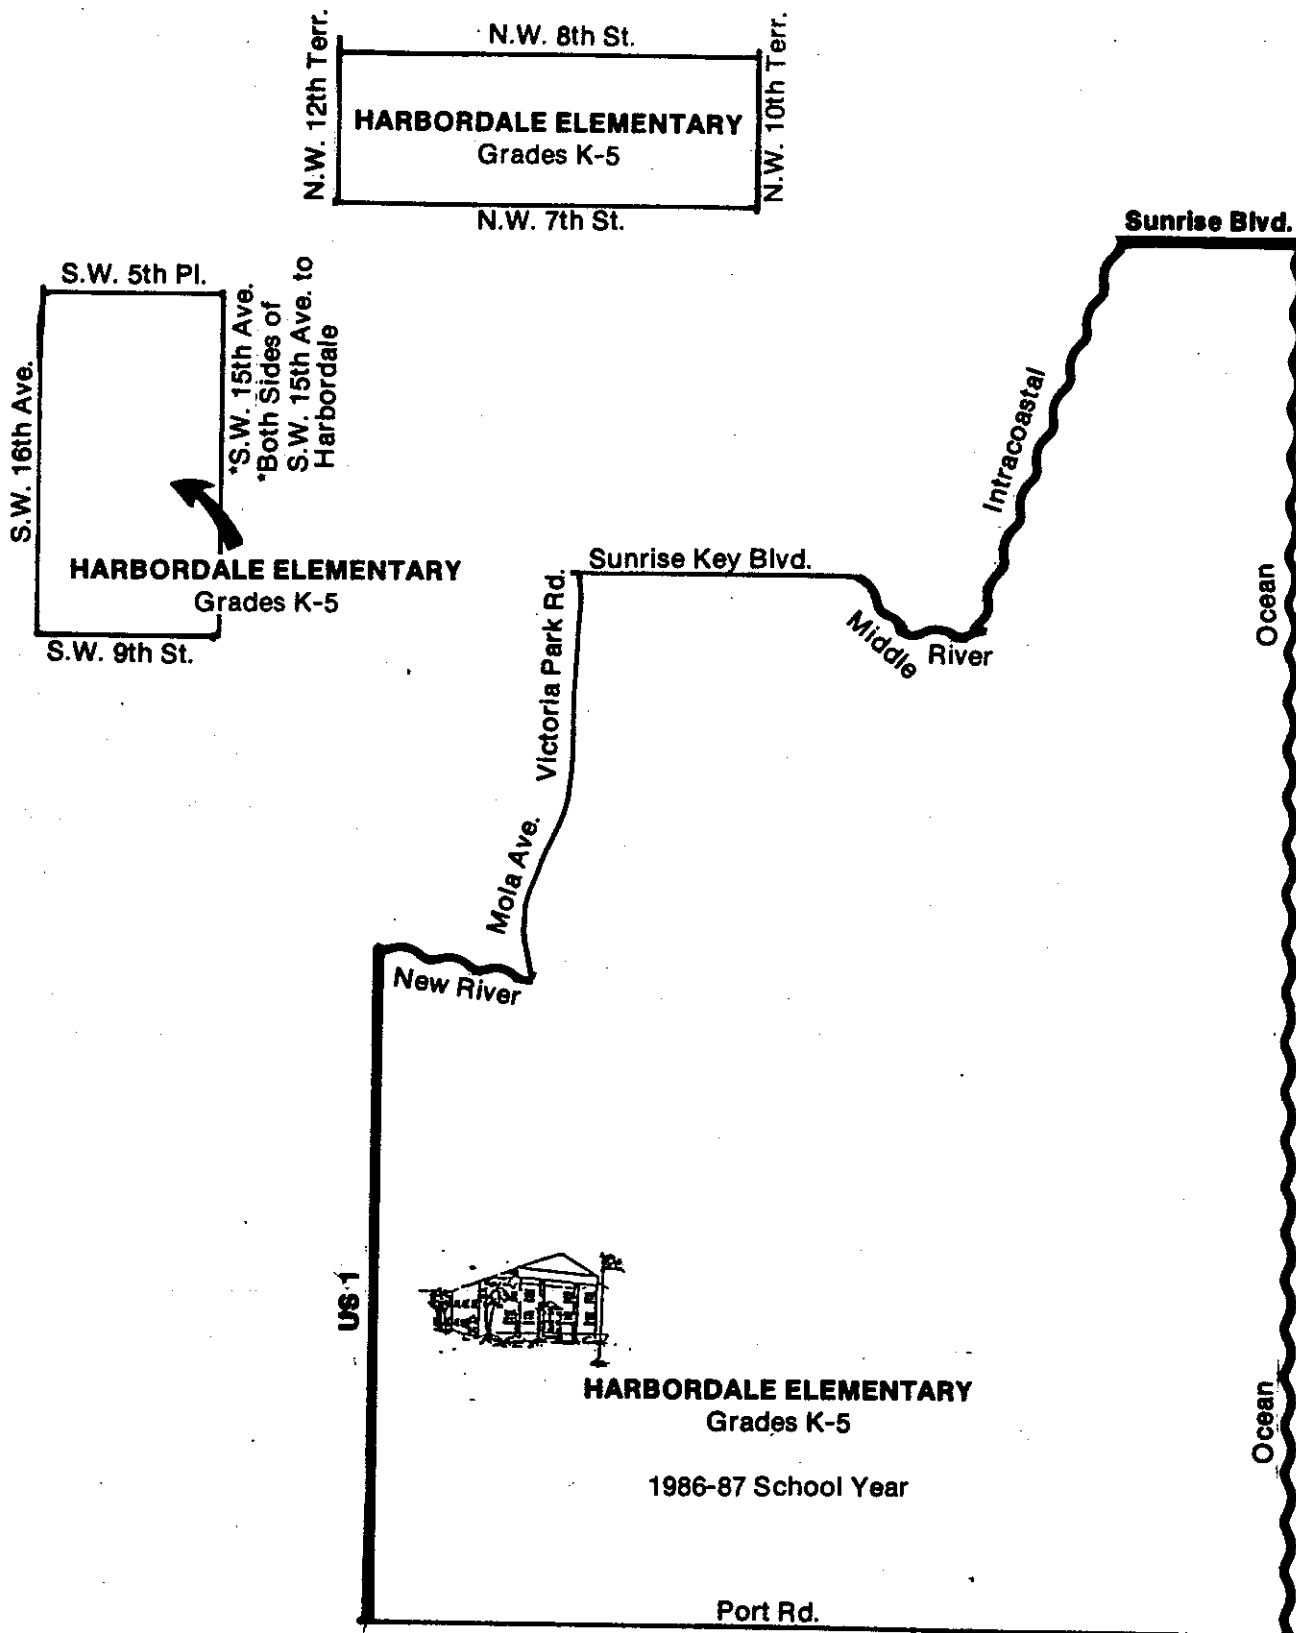 N.W. 8th St.
N.W. 12th Terr.
HARBORDALE ELEMENTARY
Grades K-5
N.W. 10th Terr.
N.W. 7th St.
Sunrise Blvd.
S.W. 5th Pl.
S.W. 16th Ave.
*S.W. 15th Ave.
*Both Sides of
S.W. 15th Ave. to
Harbordale
HARBORDALE ELEMENTARY
Grades K-5
S.W. 9th St.
Intracoastal
Sunrise Key Blvd.
Middle River
Ocean
Victoria Park Rd.
Mola Ave.
New River
US 1
HARBORDALE ELEMENTARY
Grades K-5
1986-87 School Year
Ocean
Port Rd.